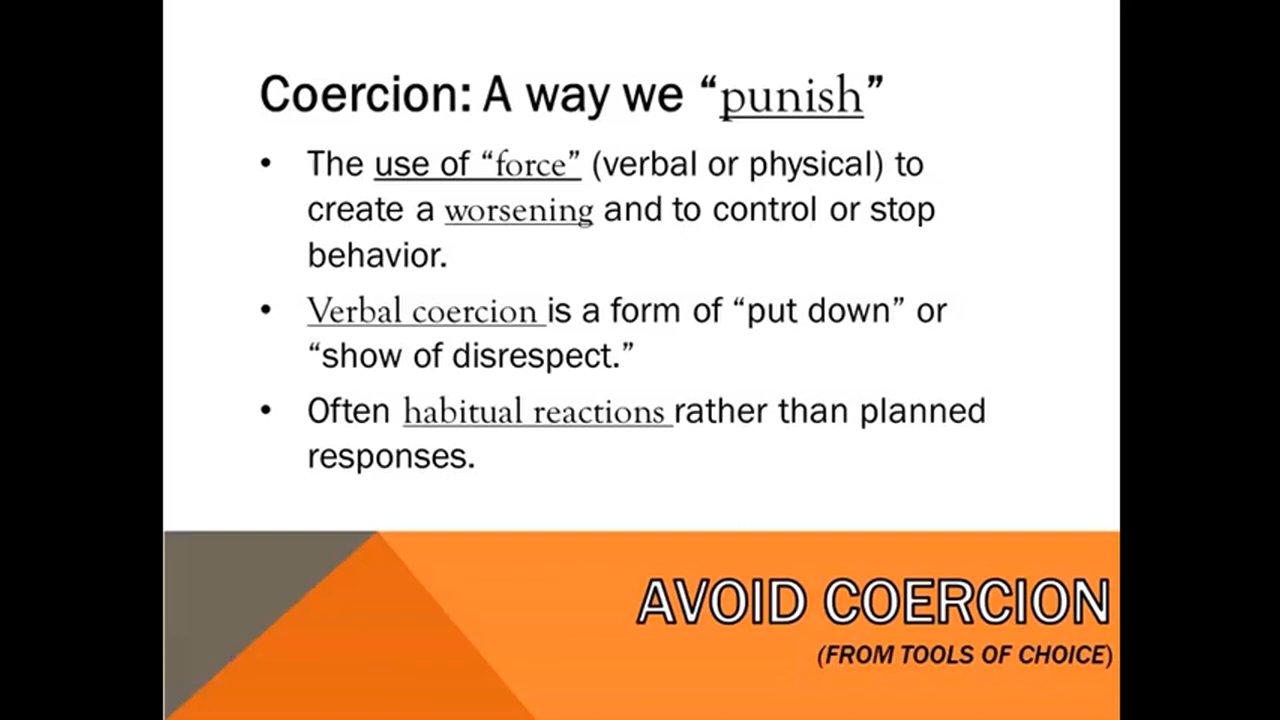 Coercion: A way we “punish”
• The use of “force” (verbal or physical) to
create a worsening and to control or stop
behavior.
• Verbal coercion is a form of “put down” or
“show of disrespect.”
• Often habitual reactions rather than planned
responses.
AVOID COERCION
(FROM TOOLS OF CHOICE)